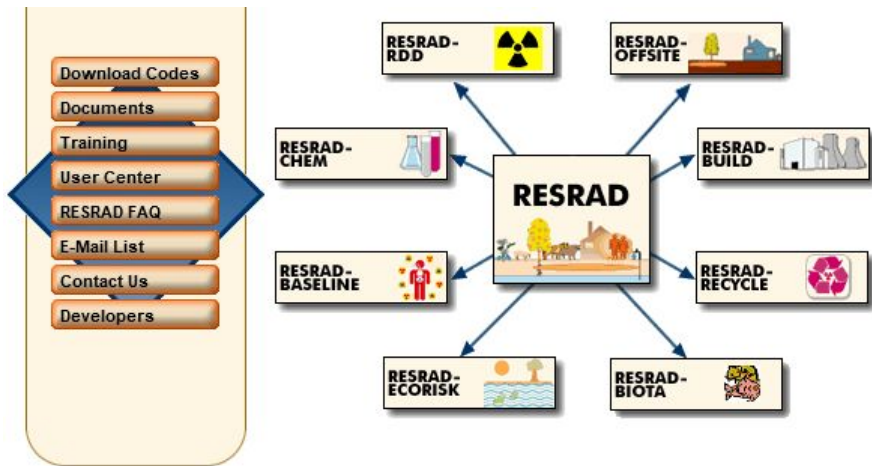 Download Codes
Documents
Training
User Center
RESRAD FAQ
E-Mail List
Contact Us
Developers
RESRAD-
RDD
RESRAD-
OFFSITE
RESRAD-
CHEM
RESRAD-
BUILD
RESRAD
RESRAD-
BASELINE
RESRAD-
RECYCLE
RESRAD-
ECORISK
RESRAD-
BIOTA